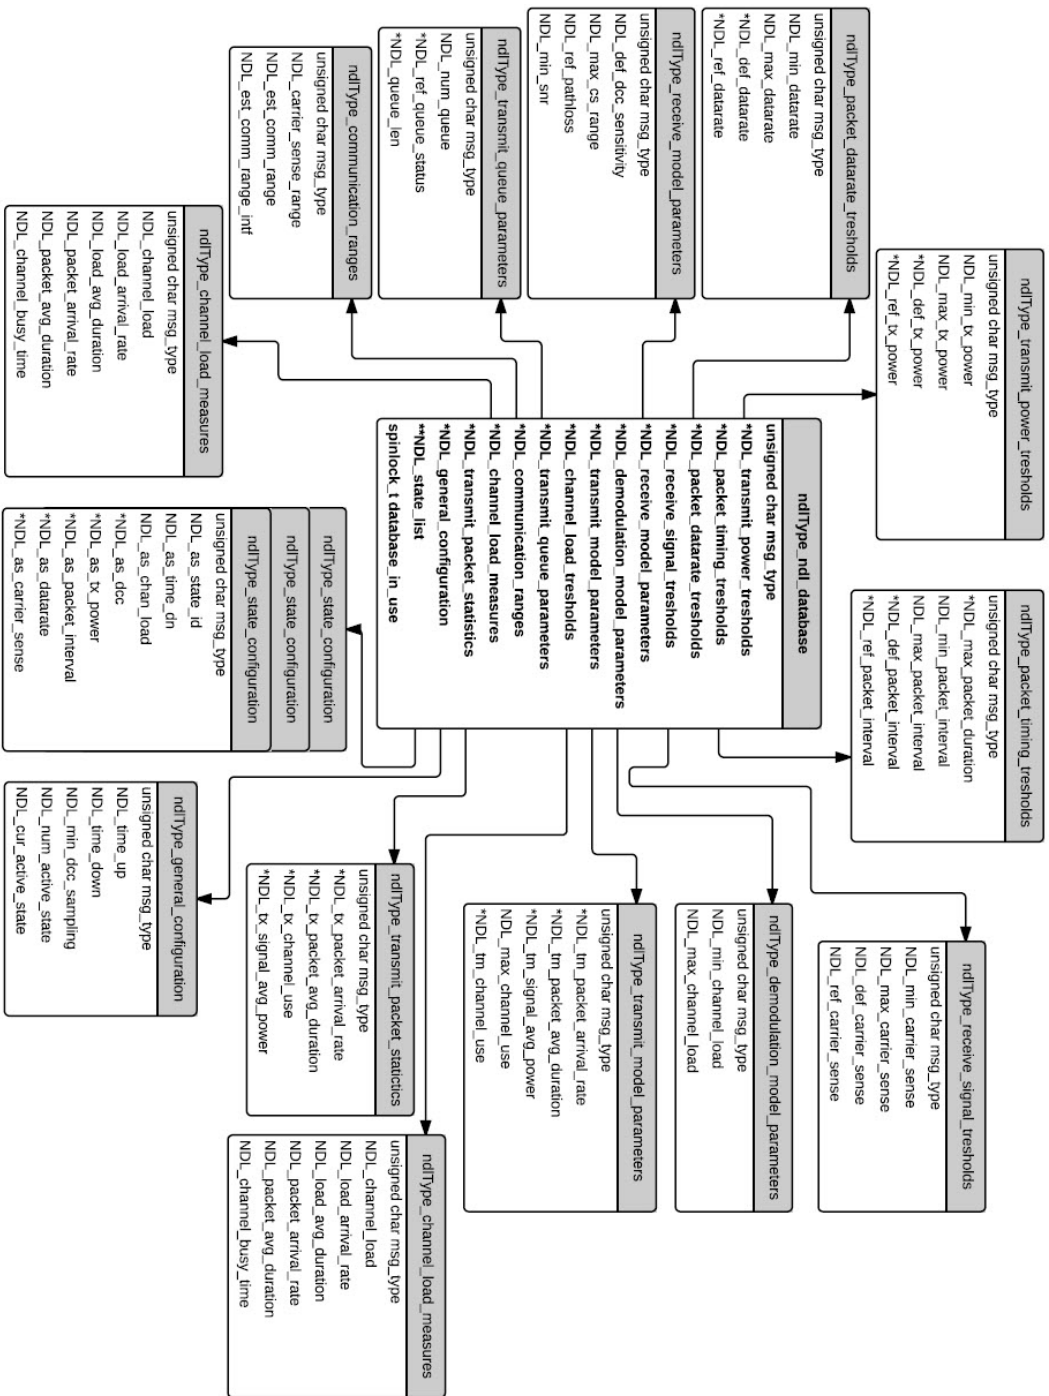 ndlType_transmit_power_tresholds
unsigned char msg_type
NDL_min_tx_power
NDL_max_tx_power
*NDL_def_tx_power
*NDL_ref_tx_power
ndlType_packet_timing_tresholds
unsigned char msg_type
*NDL_max_packet_duration
NDL_min_packet_interval
NDL_max_packet_interval
*NDL_def_packet_interval
*NDL_ref_packet_interval
ndlType_packet_datarate_tresholds
unsigned char msg_type
NDL_min_datarate
NDL_max_datarate
*NDL_def_datarate
*NDL_ref_datarate
ndlType_receive_signal_tresholds
unsigned char msg_type
NDL_min_carrier_sense
NDL_max_carrier_sense
NDL_def_carrier_sense
NDL_ref_carrier_sense
ndlType_receive_model_parameters
unsigned char msg_type
NDL_def_dcc_sensitivity
NDL_max_cs_range
NDL_ref_pathloss
NDL_min_snr
ndlType_ndl_database
unsigned char msg_type
*NDL_transmit_power_tresholds
*NDL_packet_timing_tresholds
*NDL_packet_datarate_tresholds
*NDL_receive_signal_tresholds
*NDL_receive_model_parameters
*NDL_demodulation_model_parameters
*NDL_transmit_model_parameters
*NDL_channel_load_tresholds
*NDL_transmit_queue_parameters
*NDL_communication_ranges
*NDL_channel_load_measures
*NDL_transmit_packet_statistics
*NDL_general_configuration
**NDL_state_list
spinlock_t database_in_use
ndlType_demodulation_model_parameters
unsigned char msg_type
NDL_min_channel_load
NDL_max_channel_load
ndlType_transmit_queue_parameters
unsigned char msg_type
NDL_num_queue
*NDL_ref_queue_status
*NDL_queue_len
ndlType_transmit_model_parameters
unsigned char msg_type
*NDL_tm_packet_arrival_rate
*NDL_tm_packet_avg_duration
*NDL_tm_signal_avg_power
NDL_max_channel_use
*NDL_tm_channel_use
ndlType_communication_ranges
unsigned char msg_type
NDL_carrier_sense_range
NDL_est_comm_range
NDL_est_comm_range_intf
ndlType_channel_load_measures
unsigned char msg_type
NDL_channel_load
NDL_load_arrival_rate
NDL_load_avg_duration
NDL_packet_arrival_rate
NDL_packet_avg_duration
NDL_channel_busy_time
ndlType_state_configuration
ndlType_state_configuration
ndlType_state_configuration
unsigned char msg_type
NDL_as_state_id
NDL_as_time_dn
NDL_as_chan_load
*NDL_as_dcc
*NDL_as_tx_power
*NDL_as_packet_interval
*NDL_as_datarate
*NDL_as_carrier_sense
ndlType_general_configuration
unsigned char msg_type
NDL_time_up
NDL_time_down
NDL_min_dcc_sampling
NDL_num_active_state
NDL_cur_active_state
ndlType_transmit_packet_statictics
unsigned char msg_type
*NDL_tx_packet_arrival_rate
*NDL_tx_packet_avg_duration
*NDL_tx_channel_use
*NDL_tx_signal_avg_power
ndlType_channel_load_measures
unsigned char msg_type
NDL_channel_load
NDL_load_arrival_rate
NDL_load_avg_duration
NDL_packet_arrival_rate
NDL_packet_avg_duration
NDL_channel_busy_time